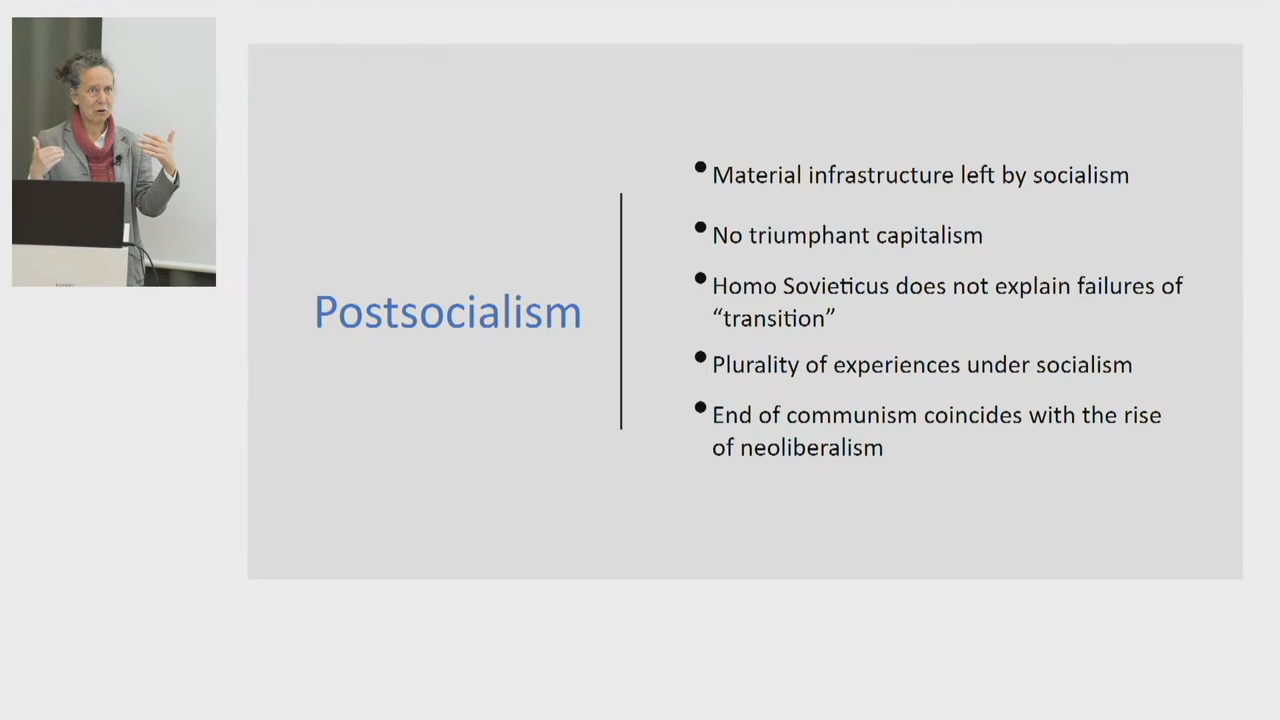 Postsocialism
• Material infrastructure left by socialism
• No triumphant capitalism
• Homo Sovieticus does not explain failures of
“transition”
• Plurality of experiences under socialism
• End of communism coincides with the rise
of neoliberalism